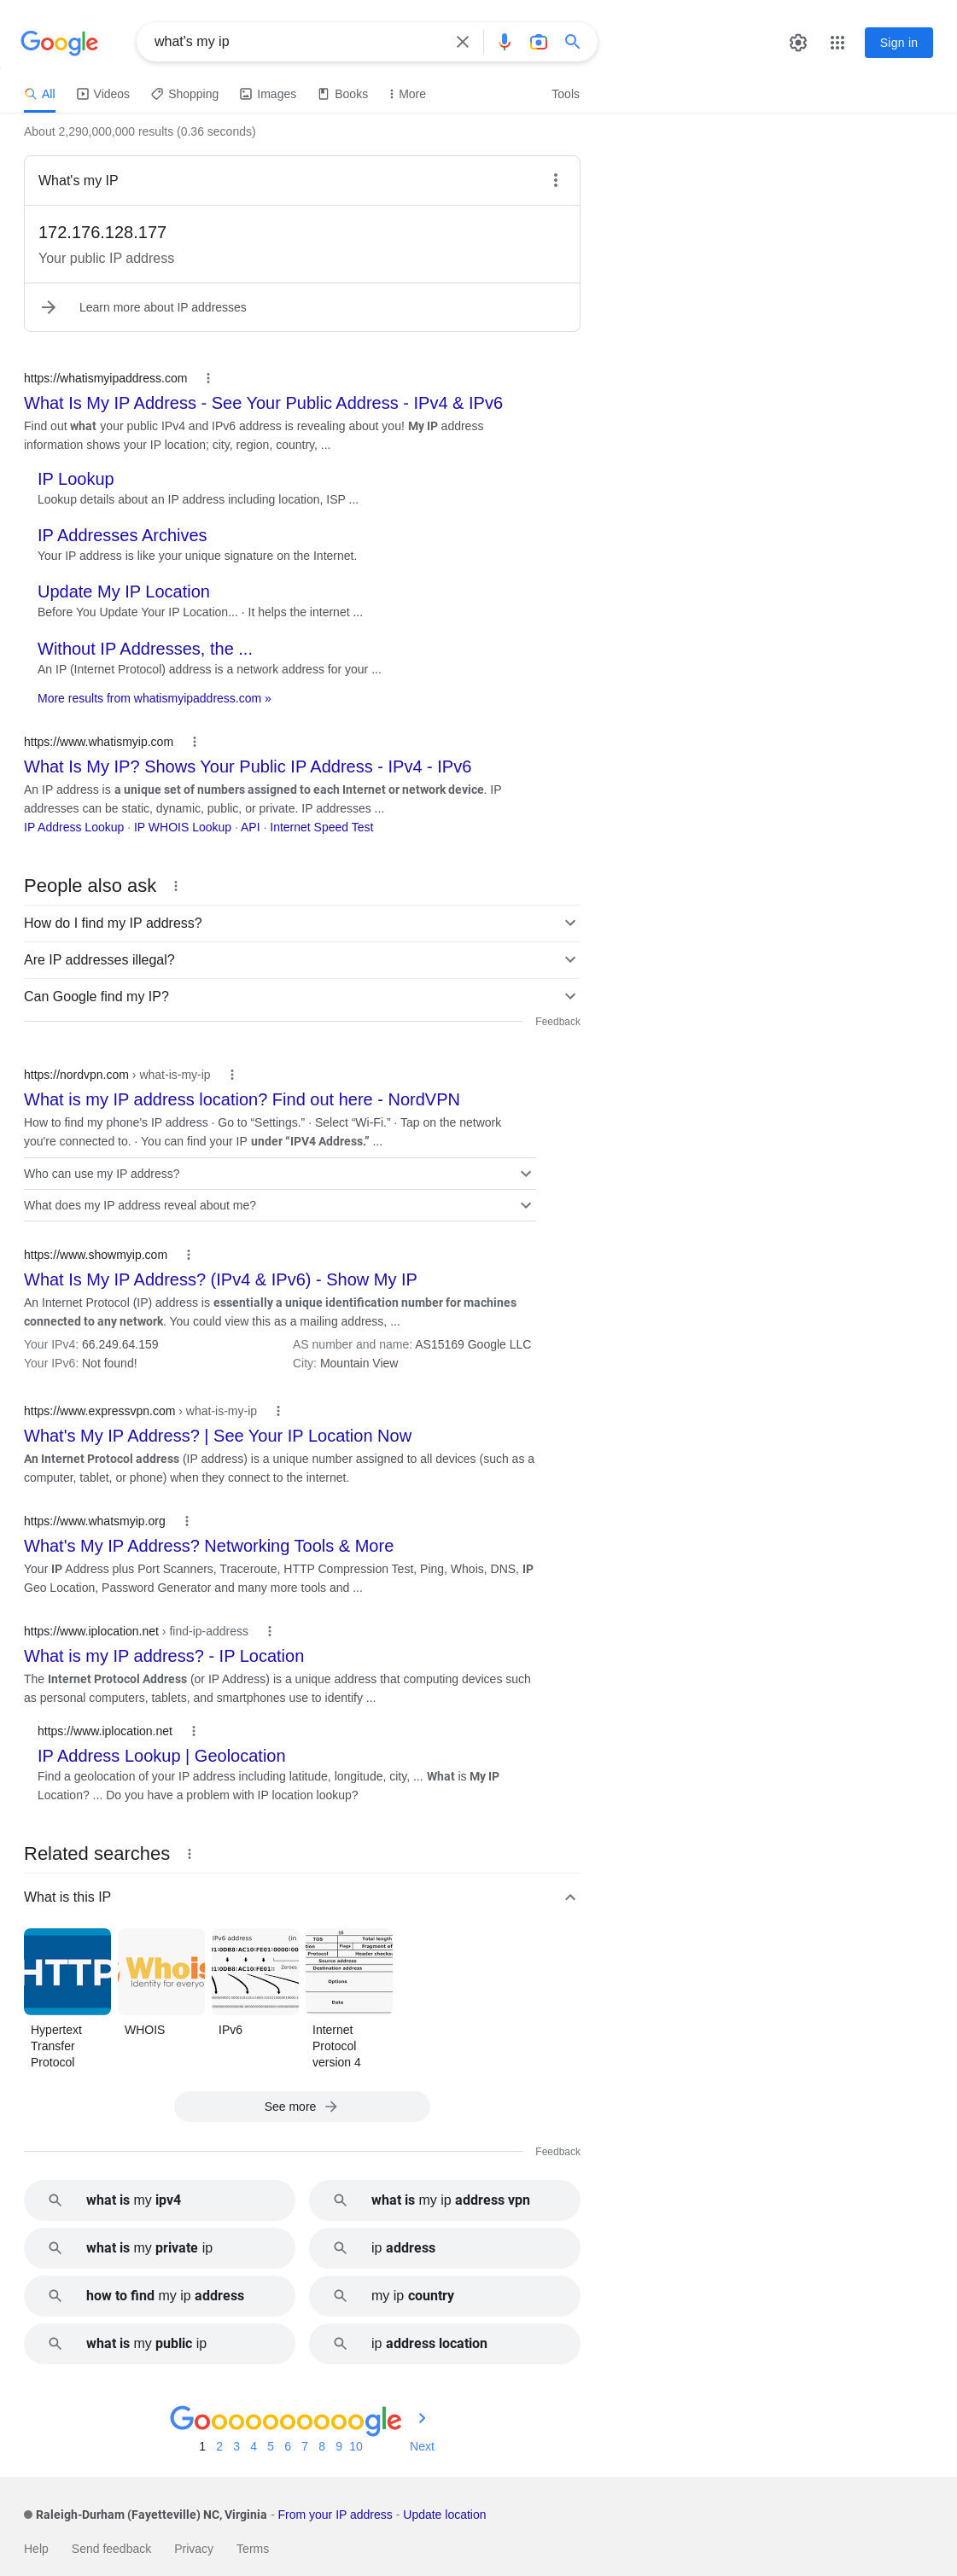 Google
what's my ip
Sign in
All
Videos
Shopping
Images
Books
More
Tools
About 2,290,000,000 results (0.36 seconds)
What's my IP
172.176.128.177
Your public IP address
Learn more about IP addresses
https://whatismyipaddress.com
What Is My IP Address - See Your Public Address - IPv4 & IPv6
Find out what your public IPv4 and IPv6 address is revealing about you! My IP address
information shows your IP location; city, region, country, ...
IP Lookup
Lookup details about an IP address including location, ISP ...
IP Addresses Archives
Your IP address is like your unique signature on the Internet.
Update My IP Location
Before You Update Your IP Location... · It helps the internet ...
Without IP Addresses, the ...
An IP (Internet Protocol) address is a network address for your ...
More results from whatismyipaddress.com »
https://www.whatismyip.com
What Is My IP? Shows Your Public IP Address - IPv4 - IPv6
An IP address is a unique set of numbers assigned to each Internet or network device. IP
addresses can be static, dynamic, public, or private. IP addresses ...
IP Address Lookup · IP WHOIS Lookup · API · Internet Speed Test
People also ask
How do I find my IP address?
Are IP addresses illegal?
Can Google find my IP?
Feedback
https://nordvpn.com › what-is-my-ip
What is my IP address location? Find out here - NordVPN
How to find my phone's IP address · Go to “Settings.” · Select “Wi-Fi.” · Tap on the network
you're connected to. · You can find your IP under “IPV4 Address.” ...
Who can use my IP address?
What does my IP address reveal about me?
https://www.showmyip.com
What Is My IP Address? (IPv4 & IPv6) - Show My IP
An Internet Protocol (IP) address is essentially a unique identification number for machines
connected to any network. You could view this as a mailing address, ...
Your IPv4: 66.249.64.159
AS number and name: AS15169 Google LLC
Your IPv6: Not found!
City: Mountain View
https://www.expressvpn.com › what-is-my-ip
What's My IP Address? | See Your IP Location Now
An Internet Protocol address (IP address) is a unique number assigned to all devices (such as a
computer, tablet, or phone) when they connect to the internet.
https://www.whatsmyip.org
What's My IP Address? Networking Tools & More
Your IP Address plus Port Scanners, Traceroute, HTTP Compression Test, Ping, Whois, DNS, IP
Geo Location, Password Generator and many more tools and ...
https://www.iplocation.net › find-ip-address
What is my IP address? - IP Location
The Internet Protocol Address (or IP Address) is a unique address that computing devices such
as personal computers, tablets, and smartphones use to identify ...
https://www.iplocation.net
IP Address Lookup | Geolocation
Find a geolocation of your IP address including latitude, longitude, city, ... What is My IP
Location? ... Do you have a problem with IP location lookup?
Related searches
What is this IP
HTTP
Whois
Identity for everyo
IPv6 address (in
Zeroes
16
TOS Total length
Flags Fragment of
Protocol Header checks
Source address
Destination address
Options
Data
Hypertext
Transfer
Protocol
WHOIS
IPv6
Internet
Protocol
version 4
See more
Feedback
what is my ipv4
what is my ip address vpn
what is my private ip
ip address
how to find my ip address
my ip country
what is my public ip
ip address location
Goooooooooogle
1 2 3 4 5 6 7 8 9 10 Next
Raleigh-Durham (Fayetteville) NC, Virginia - From your IP address - Update location
Help Send feedback Privacy Terms